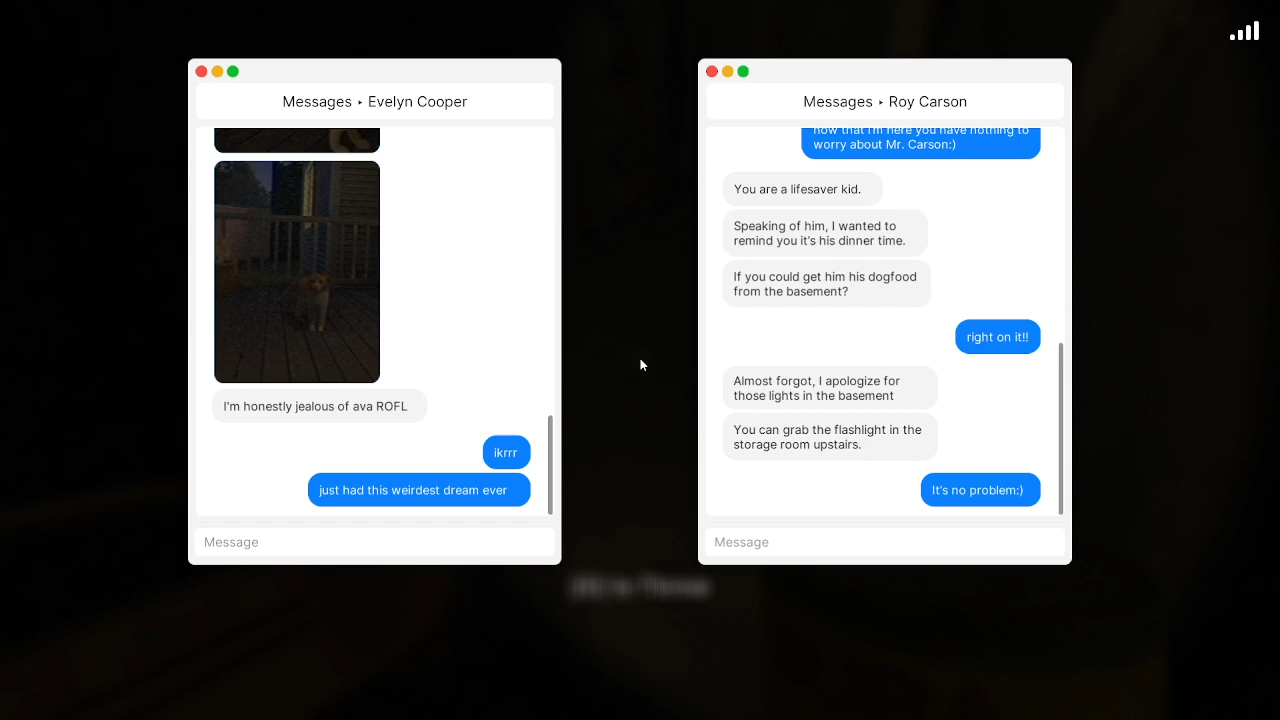 Messages ‣ Evelyn Cooper
I'm honestly jealous of ava ROFL
ikrrr
just had this weirdest dream ever
Message
Messages ‣ Roy Carson
now that I'm here you have nothing to
worry about Mr. Carson:)
You are a lifesaver kid.
Speaking of him, I wanted to
remind you it's his dinner time.
If you could get him his dogfood
from the basement?
right on it!!
Almost forgot, I apologize for
those lights in the basement
You can grab the flashlight in the
storage room upstairs.
It's no problem:)
Message